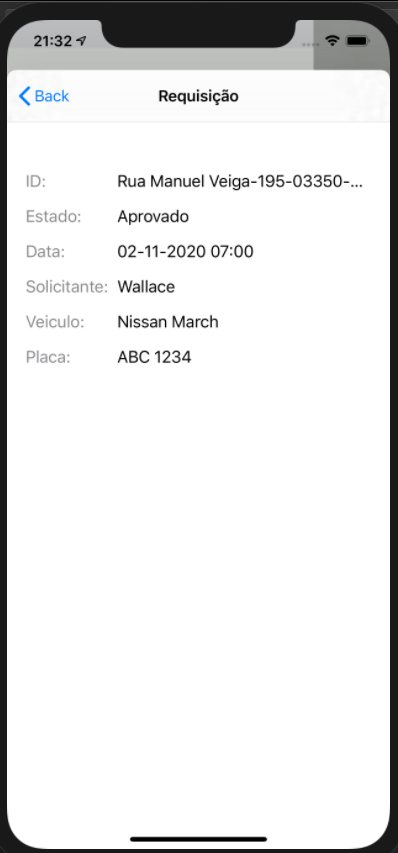 21:32
Back Requisição
ID: Rua Manuel Veiga-195-03350-...
Estado: Aprovado
Data: 02-11-2020 07:00
Solicitante: Wallace
Veiculo: Nissan March
Placa: ABC 1234